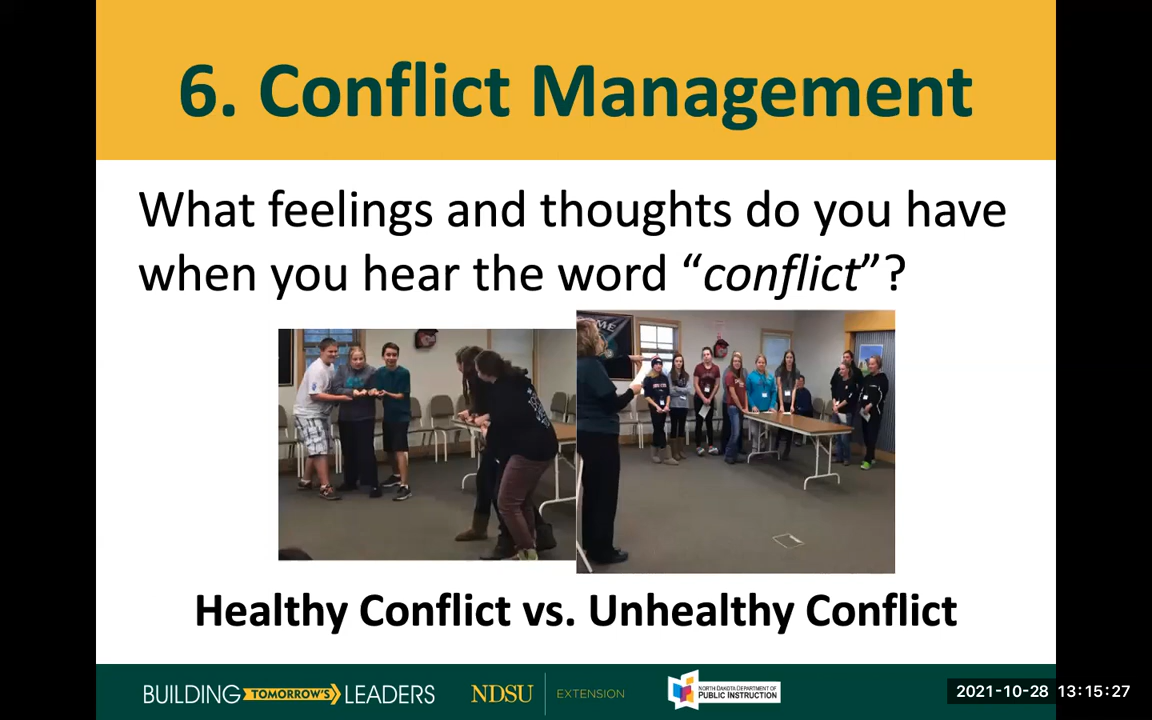 6. Conflict Management
What feelings and thoughts do you have
when you hear the word “conflict”?
Healthy Conflict vs. Unhealthy Conflict
BUILDING TOMORROW'S LEADERS
NDSU EXTENSION
NORTH DAKOTA DEPARTMENT OF
PUBLIC INSTRUCTION
2021-10-28 13:15:27